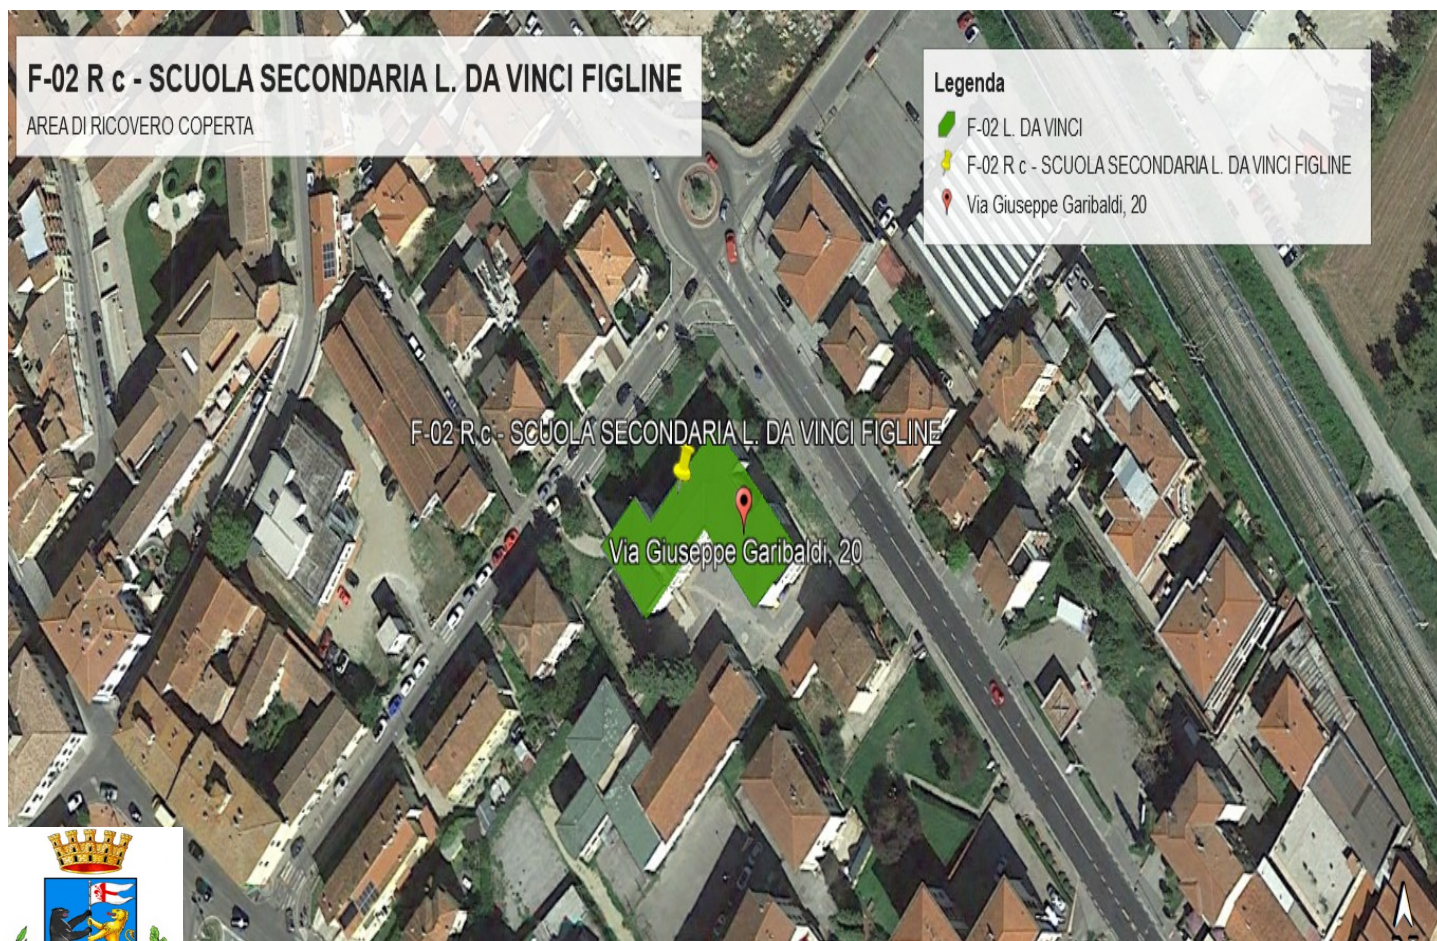 F-02 R c - SCUOLA SECONDARIA L. DA VINCI FIGLINE
AREA DI RICOVERO COPERTA
Legenda
F-02 L. DA VINCI
F-02 R c - SCUOLA SECONDARIA L. DA VINCI FIGLINE
Via Giuseppe Garibaldi, 20
F-02 R c - SCUOLA SECONDARIA L. DA VINCI FIGLINE
Via Giuseppe Garibaldi, 20